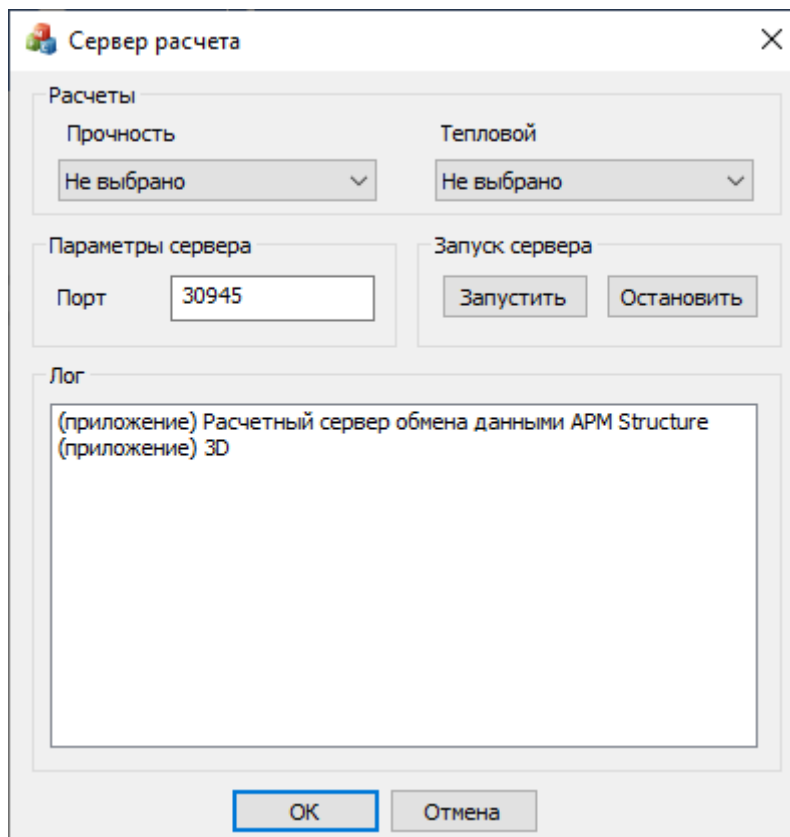 Сервер расчета
Расчеты
Прочность Тепловой
Не выбрано Не выбрано
Параметры сервера Запуск сервера
Порт 30945 Запустить Остановить
Лог
(приложение) Расчетный сервер обмена данными APM Structure
(приложение) 3D
ОК Отмена